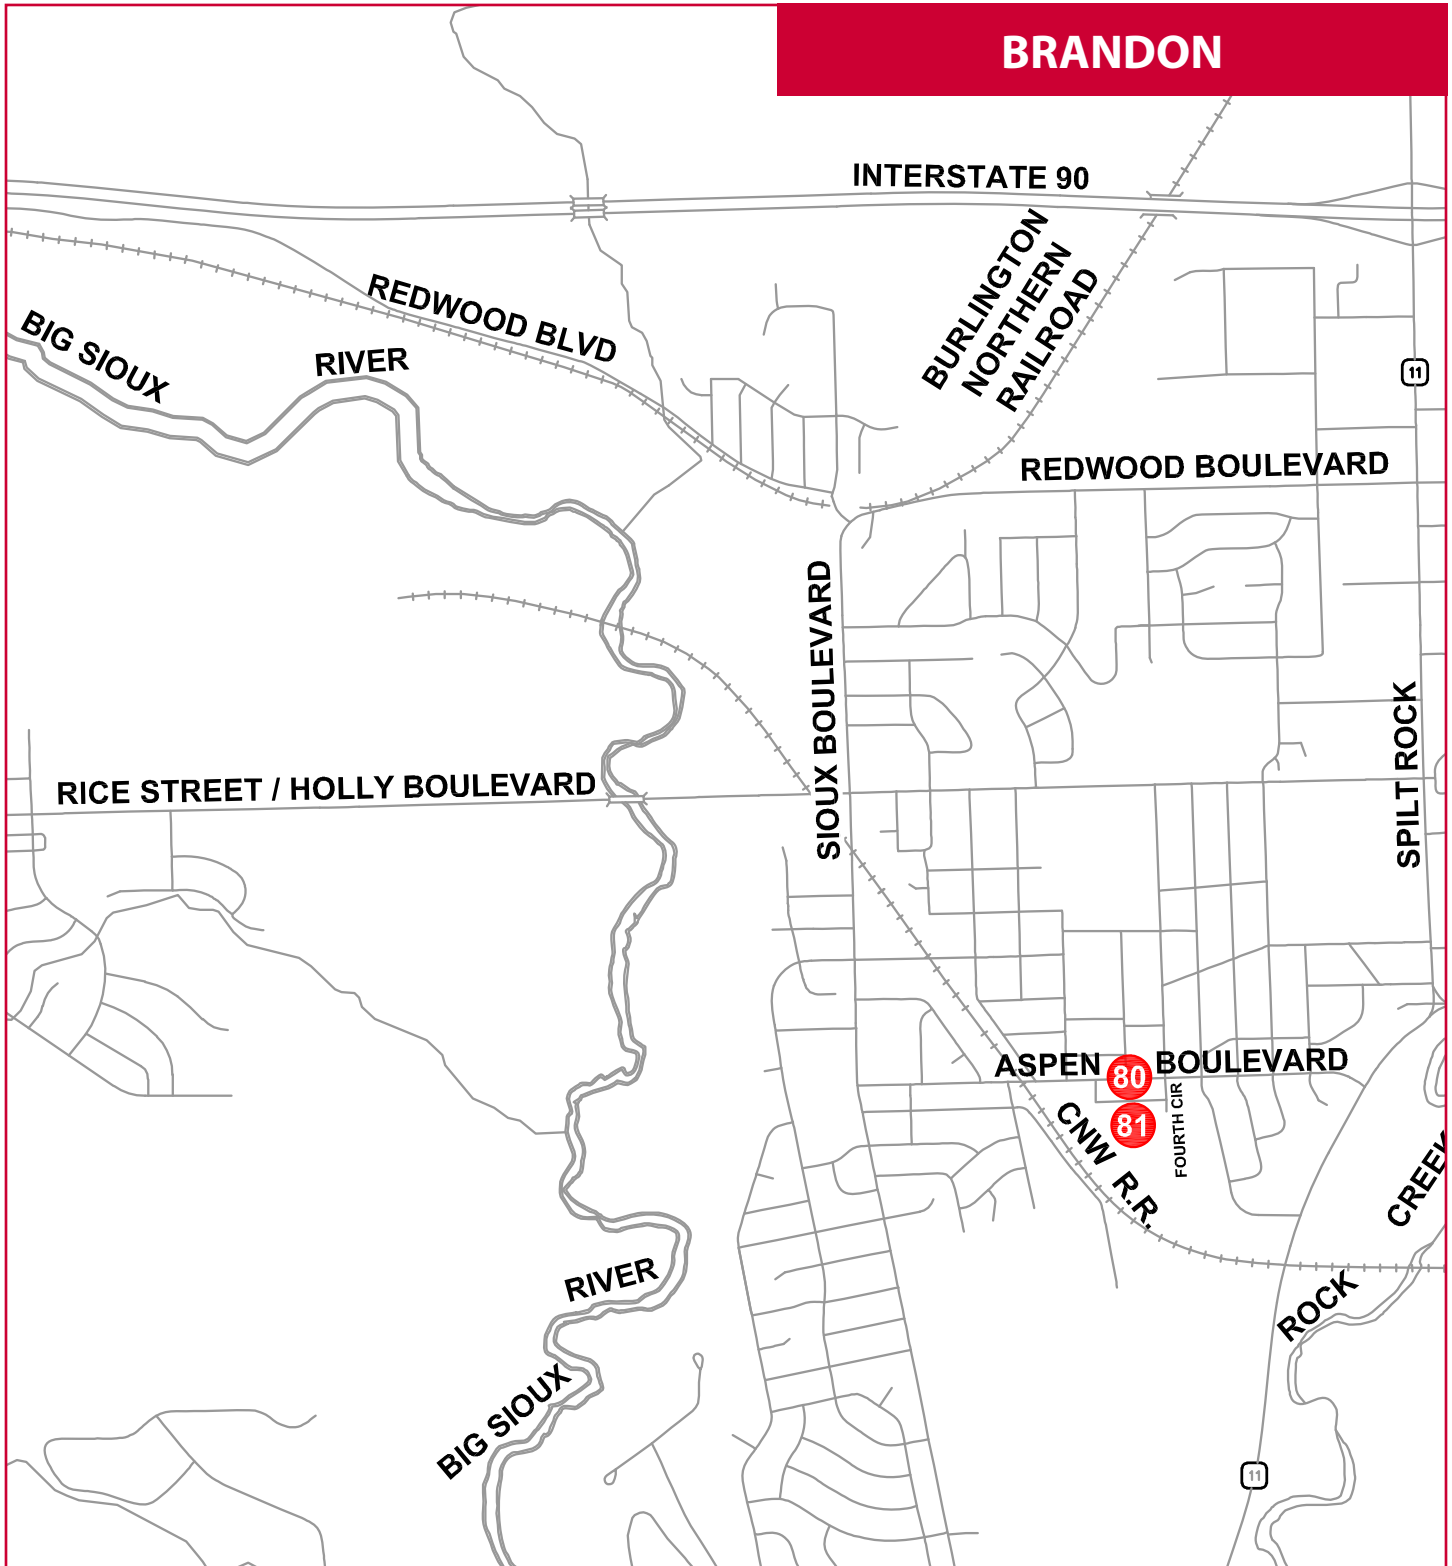 BRANDON
INTERSTATE 90
BURLINGTON
NORTHERN
RAILROAD
REDWOOD BLVD
BIG SIOUX
RIVER
11
REDWOOD BOULEVARD
SIOUX BOULEVARD
SPILT ROCK
RICE STREET / HOLLY BOULEVARD
ASPEN
80
BOULEVARD
81
FOURTH CIR
CNW R.R.
CREEK
ROCK
RIVER
BIG SIOUX
11